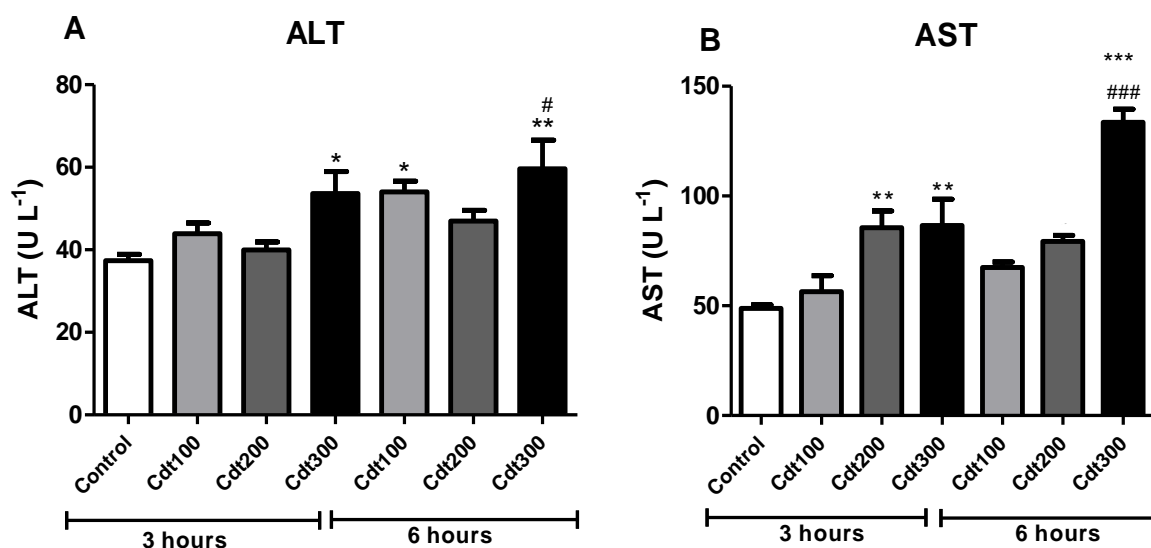 A
ALT
ALT (U L⁻¹)
80
60
40
20
0
*
*
#
**
Control
Cdt100
Cdt200
Cdt300
Cdt100
Cdt200
Cdt300
3 hours
6 hours
B
AST
AST (U L⁻¹)
150
100
50
0
**
**
***
###
Control
Cdt100
Cdt200
Cdt300
Cdt100
Cdt200
Cdt300
3 hours
6 hours